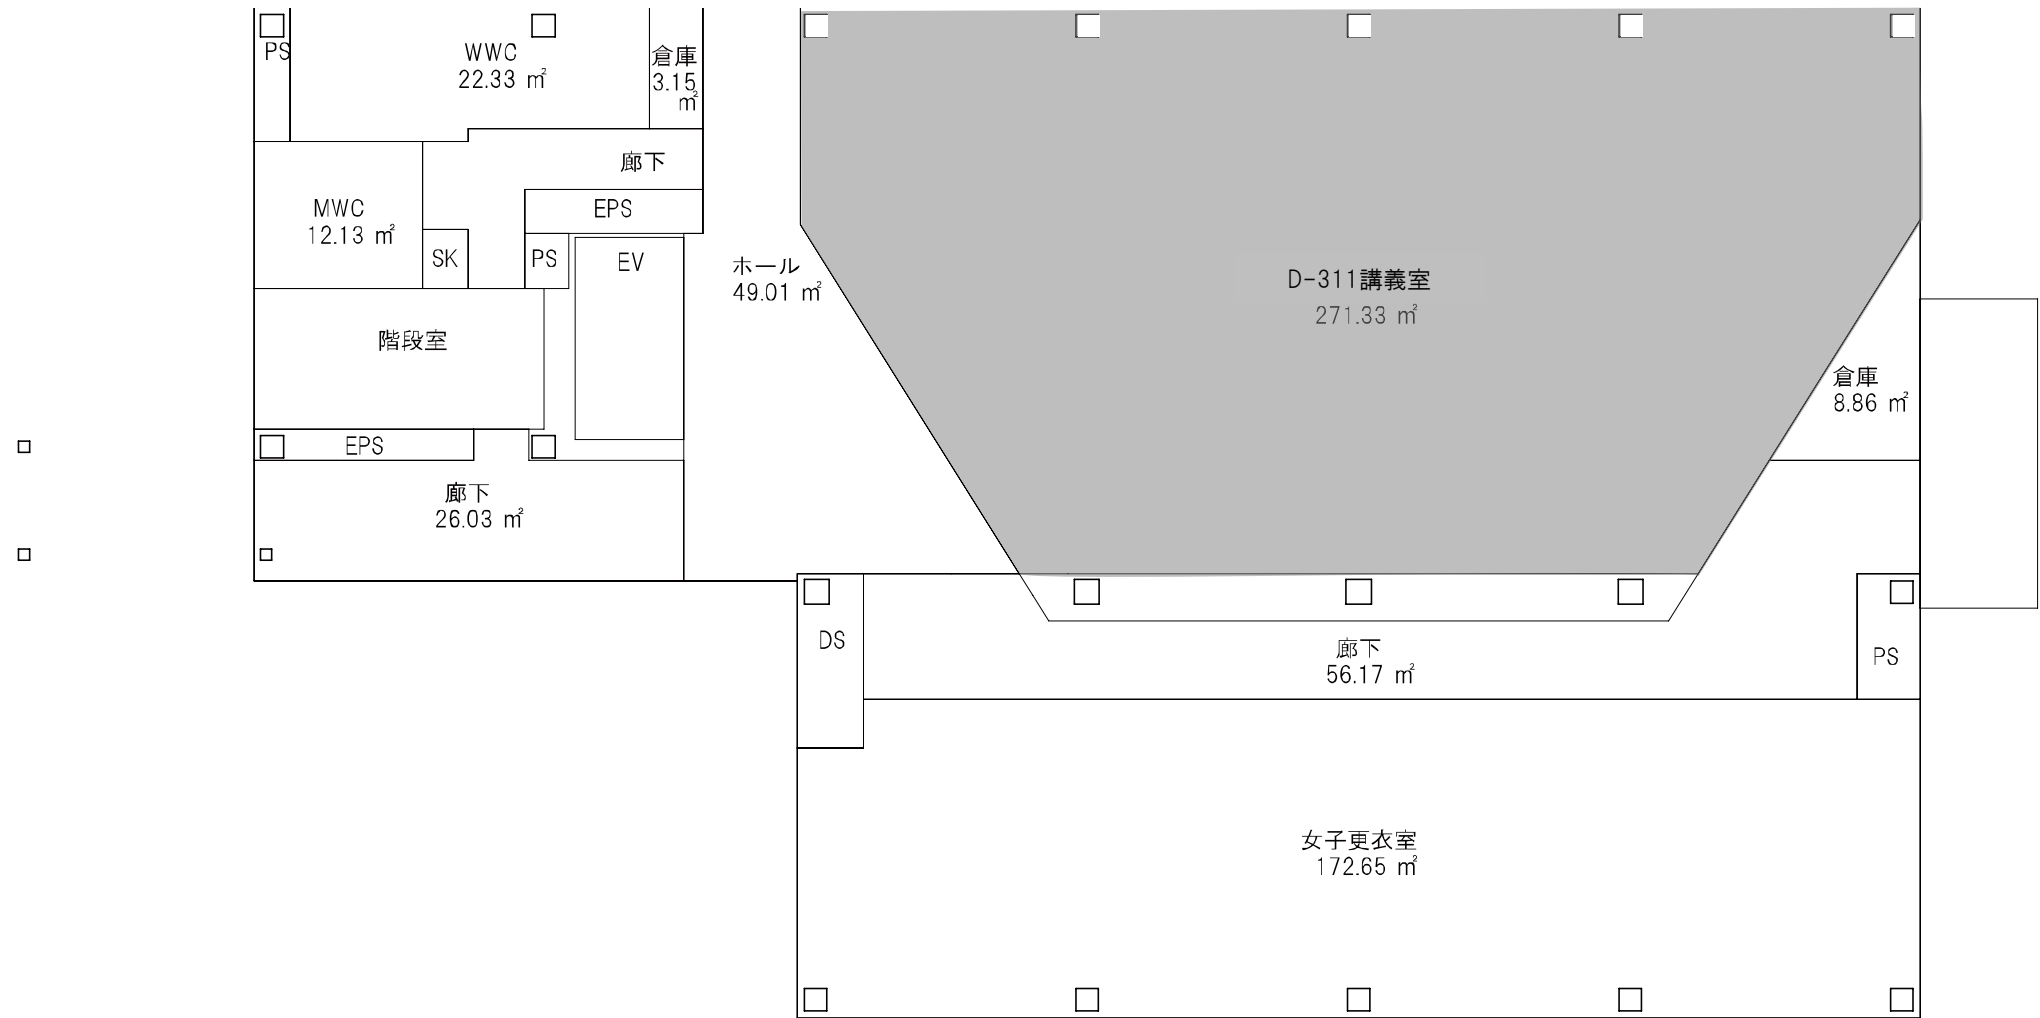 PS
WWC
22.33 ㎡
倉庫
3.15
㎡
廊下
MWC
12.13 ㎡
EPS
SK
PS
EV
ホール
49.01 ㎡
D-311講義室
271.33 ㎡
階段室
倉庫
8.86 ㎡
EPS
廊下
26.03 ㎡
DS
廊下
56.17 ㎡
PS
女子更衣室
172.65 ㎡